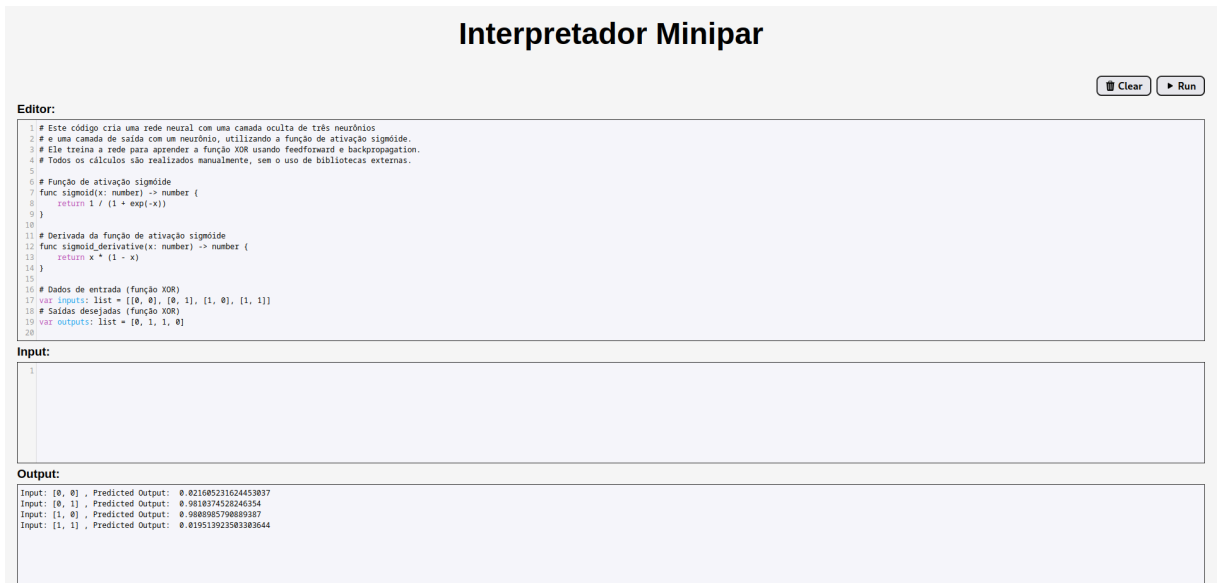 Interpretador Minipar
Clear
Run
Editor:
1 # Este código cria uma rede neural com uma camada oculta de três neurônios
2 # e uma camada de saída com um neurônio, utilizando a função de ativação sigmóide.
3 # Ele treina a rede para aprender a função XOR usando feedforward e backpropagation.
4 # Todos os cálculos são realizados manualmente, sem o uso de bibliotecas externas.
5
6 # Função de ativação sigmóide
7 func sigmoid(x: number) -> number {
8     return 1 / (1 + exp(-x))
9 }
10
11 # Derivada da função de ativação sigmóide
12 func sigmoid_derivative(x: number) -> number {
13     return x * (1 - x)
14 }
15
16 # Dados de entrada (função XOR)
17 var inputs: list = [[0, 0], [0, 1], [1, 0], [1, 1]]
18 # Saídas desejadas (função XOR)
19 var outputs: list = [0, 1, 1, 0]
20
Input:
1
Output:
Input: [0, 0] , Predicted Output:  0.021605231624453037
Input: [0, 1] , Predicted Output:  0.9810374528246354
Input: [1, 0] , Predicted Output:  0.9808985790889387
Input: [1, 1] , Predicted Output:  0.019513923503303644